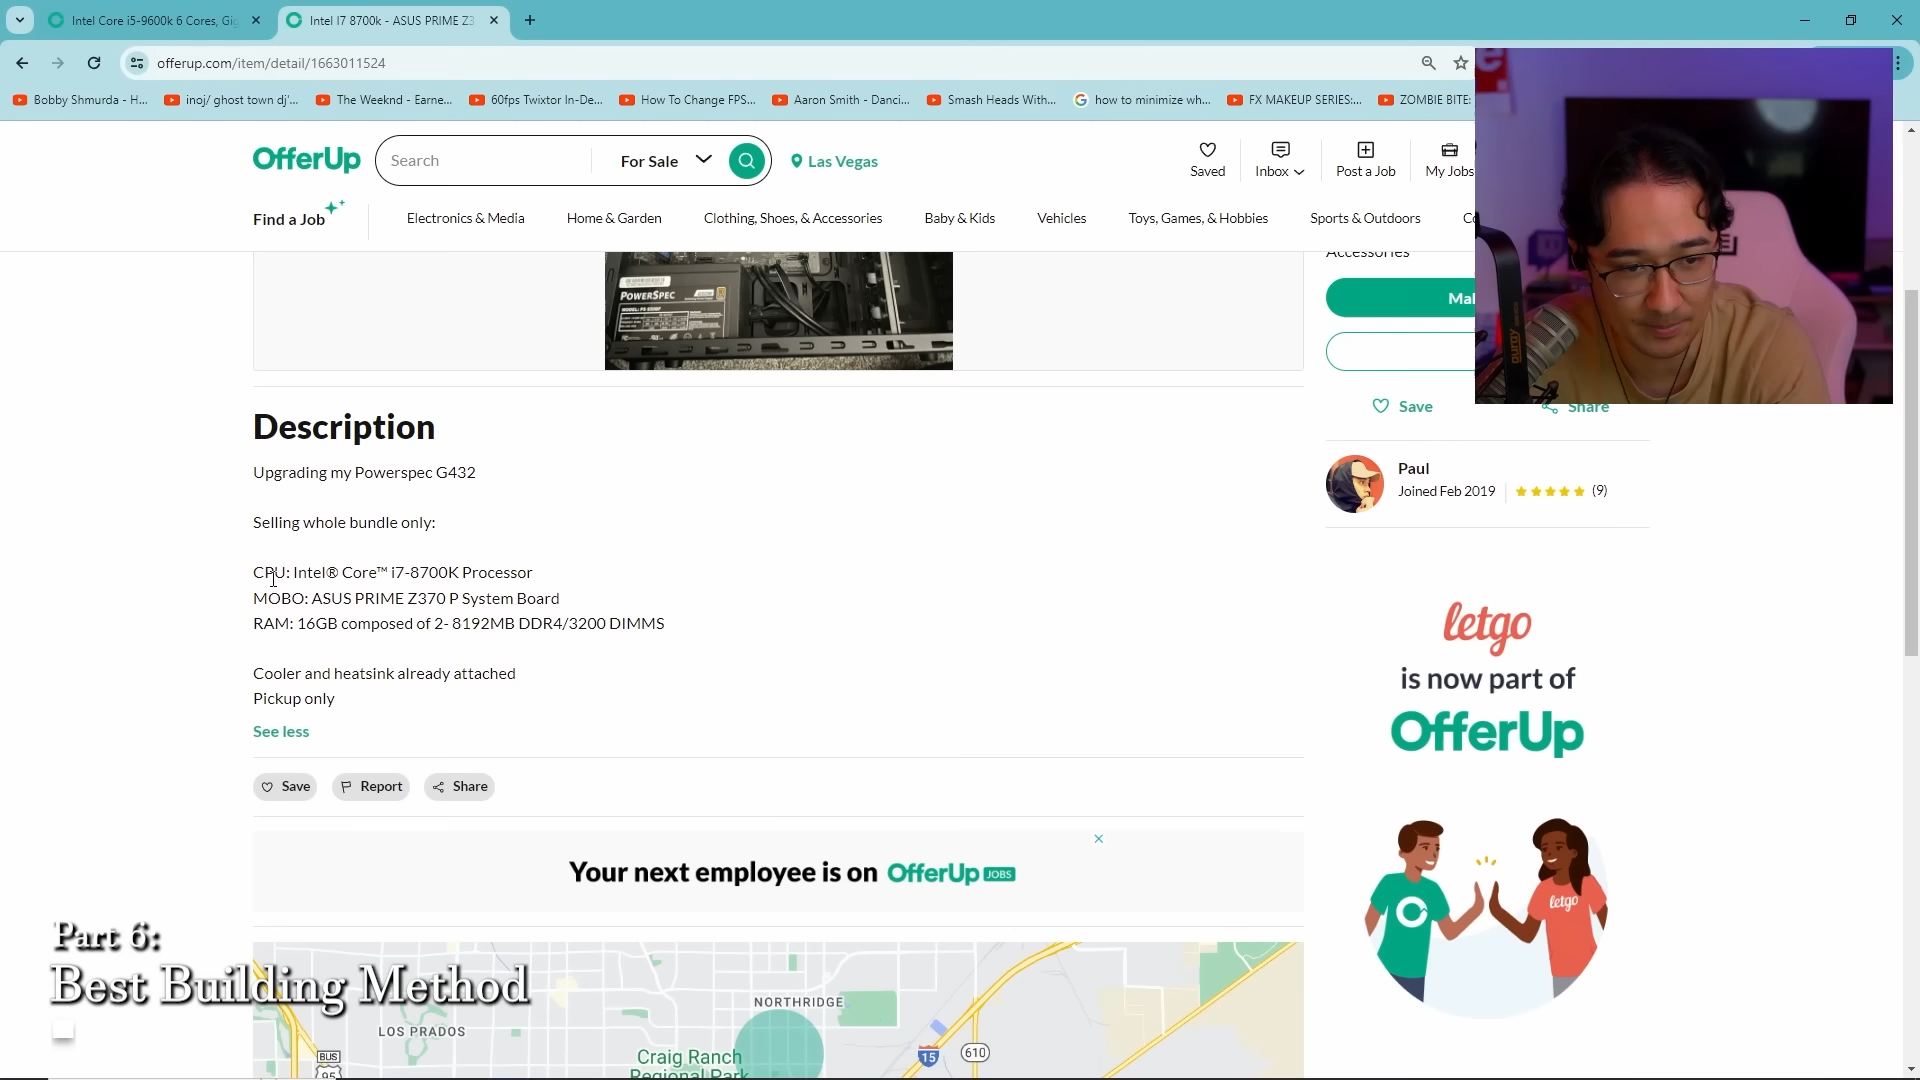 Intel Core i5-9600k 6 Cores, Gig
Intel I7 8700k - ASUS PRIME Z3
offerup.com/item/detail/1663011524
Bobby Shmurda - H...
inoj/ ghost town dj'...
The Weeknd - Earne...
60fps Twixtor In-De...
How To Change FPS...
Aaron Smith - Danci...
Smash Heads With...
how to minimize wh...
FX MAKEUP SERIES:...
ZOMBIE BITE:
OfferUp
Search
For Sale
Las Vegas
Saved
Inbox
Post a Job
My Jobs
Find a Job
Electronics & Media
Home & Garden
Clothing, Shoes, & Accessories
Baby & Kids
Vehicles
Toys, Games, & Hobbies
Sports & Outdoors
Co
POWERSPEC
Accessories
Mak
Save
Share
Description
Upgrading my Powerspec G432
Selling whole bundle only:
CPU: Intel® Core™ i7-8700K Processor
MOBO: ASUS PRIME Z370 P System Board
RAM: 16GB composed of 2- 8192MB DDR4/3200 DIMMS
Cooler and heatsink already attached
Pickup only
See less
Save
Report
Share
Paul
Joined Feb 2019
(9)
letgo
is now part of
OfferUp
letgo
Your next employee is on OfferUp JOBS
NORTHRIDGE
LOS PRADOS
Craig Ranch
Regional Park
BUS
95
15
610
auray
Part 6:
Best Building Method